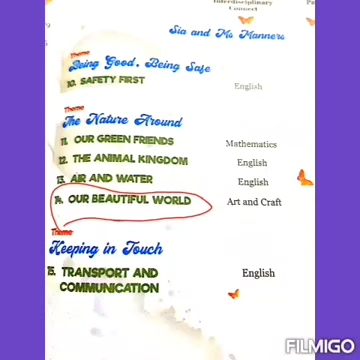 Interdisciplinary
Connect
Sia and Ms Manners
Theme
Being Good, Being Safe
10. SAFETY FIRST English
Theme
The Nature Around
11. OUR GREEN FRIENDS Mathematics
12. THE ANIMAL KINGDOM English
13. AIR AND WATER English
14. OUR BEAUTIFUL WORLD Art and Craft
Theme
Keeping in Touch
15. TRANSPORT AND English
COMMUNICATION
FILMIGO